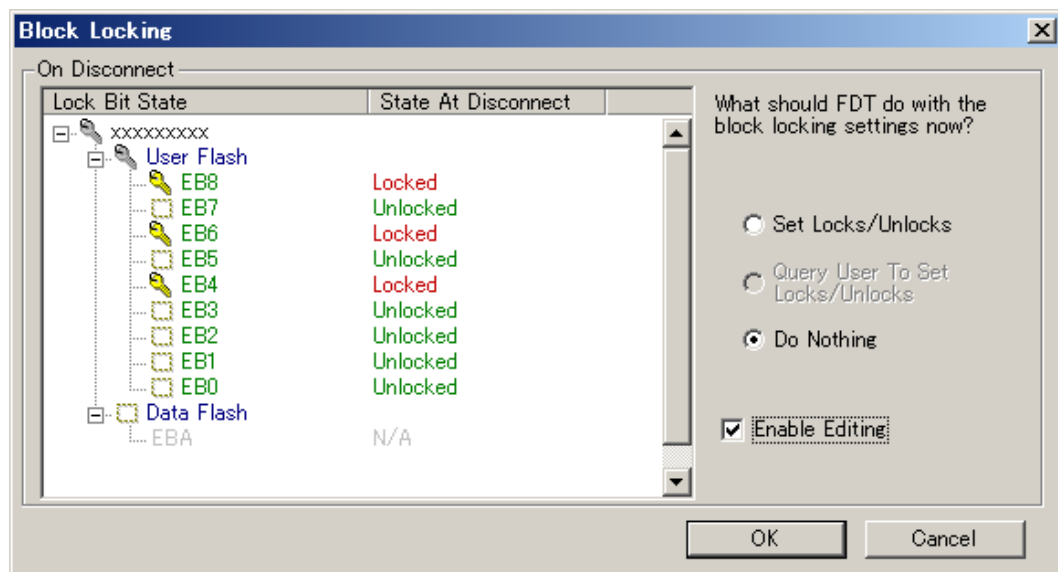 Block Locking
On Disconnect
Lock Bit State State At Disconnect
xxxxxxxxx
User Flash
EB8 Locked
EB7 Unlocked
EB6 Locked
EB5 Unlocked
EB4 Locked
EB3 Unlocked
EB2 Unlocked
EB1 Unlocked
EB0 Unlocked
Data Flash
EBA N/A
What should FDT do with the
block locking settings now?
Set Locks/Unlocks
Query User To Set
Locks/Unlocks
Do Nothing
Enable Editing
OK Cancel